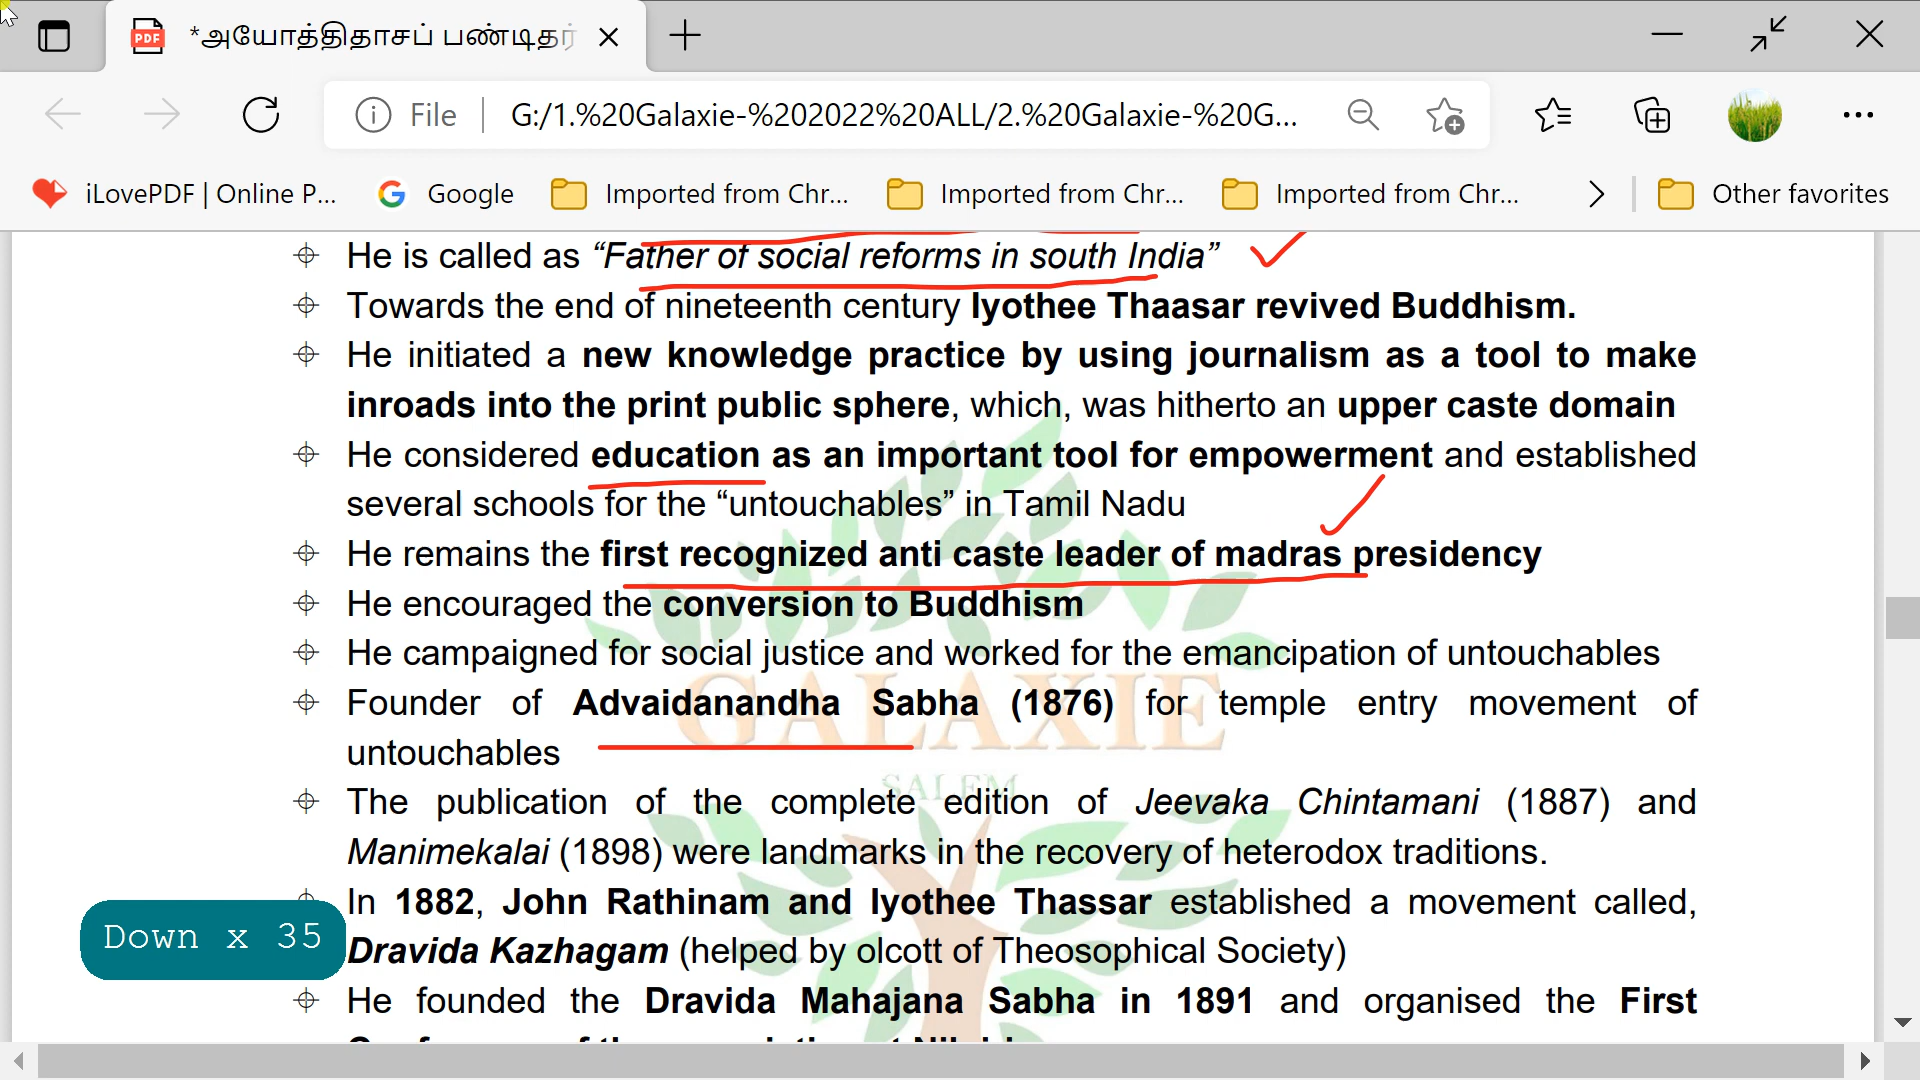 PDF *அயோத்திதாசப் பண்டிதர்
File G:/1.%20Galaxie-%202022%20ALL/2.%20Galaxie-%20G...
iLovePDF | Online P... Google Imported from Chr... Imported from Chr... Imported from Chr... Other favorites
He is called as “Father of social reforms in south India”
Towards the end of nineteenth century Iyothee Thaasar revived Buddhism.
He initiated a new knowledge practice by using journalism as a tool to make
inroads into the print public sphere, which, was hitherto an upper caste domain
He considered education as an important tool for empowerment and established
several schools for the “untouchables” in Tamil Nadu
He remains the first recognized anti caste leader of madras presidency
He encouraged the conversion to Buddhism
He campaigned for social justice and worked for the emancipation of untouchables
Founder of Advaidanandha Sabha (1876) for temple entry movement of
GALAXIE
untouchables
SALEM
The publication of the complete edition of Jeevaka Chintamani (1887) and
Manimekalai (1898) were landmarks in the recovery of heterodox traditions.
In 1882, John Rathinam and Iyothee Thassar established a movement called,
Down x 35
Dravida Kazhagam (helped by olcott of Theosophical Society)
He founded the Dravida Mahajana Sabha in 1891 and organised the First